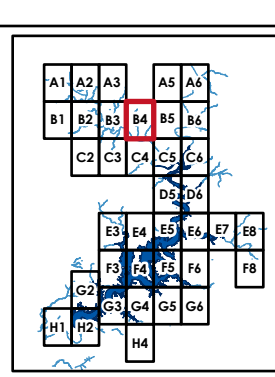 A1 A2 A3 A5 A6
B1 B2 B3 B4 B5 B6
C2 C3 C4 C5 C6
D5 D6
E3 E4 E5 E6 E7 E8
F3 F4 F5 F6 F8
G2
G3 G4 G5 G6
H1 H2
H4